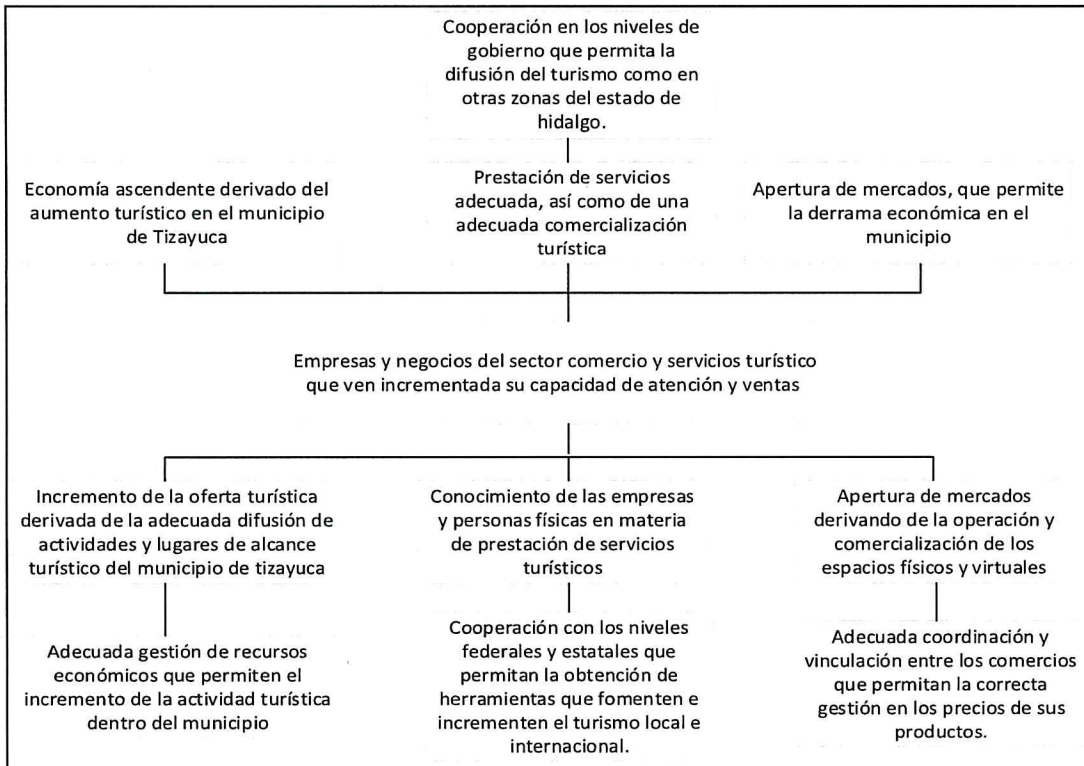 Cooperación en los niveles de
gobierno que permita la
difusión del turismo como en
otras zonas del estado de
hidalgo.
Economía ascendente derivado del
aumento turístico en el municipio
de Tizayuca
Prestación de servicios
adecuada, así como de una
adecuada comercialización
turística
Apertura de mercados, que permite
la derrama económica en el
municipio
Empresas y negocios del sector comercio y servicios turístico
que ven incrementada su capacidad de atención y ventas
Incremento de la oferta turística
derivada de la adecuada difusión de
actividades y lugares de alcance
turístico del municipio de tizayuca
Conocimiento de las empresas
y personas físicas en materia
de prestación de servicios
turísticos
Apertura de mercados
derivando de la operación y
comercialización de los
espacios físicos y virtuales
Adecuada gestión de recursos
económicos que permiten el
incremento de la actividad turística
dentro del municipio
Cooperación con los niveles
federales y estatales que
permitan la obtención de
herramientas que fomenten e
incrementen el turismo local e
internacional.
Adecuada coordinación y
vinculación entre los comercios
que permitan la correcta
gestión en los precios de sus
productos.